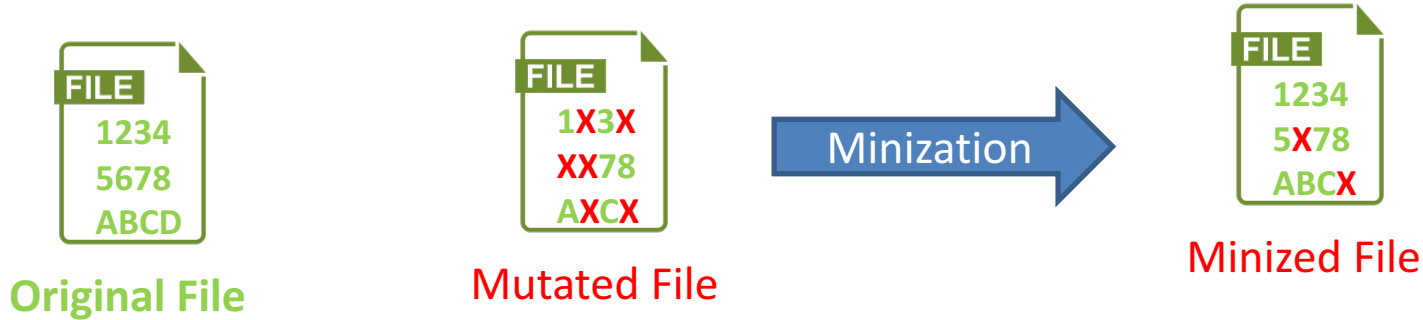 FILE
1234
5678
ABCD
Original File
FILE
1X3X
XX78
AXCX
Mutated File
Minization
FILE
1234
5X78
ABCX
Minized File